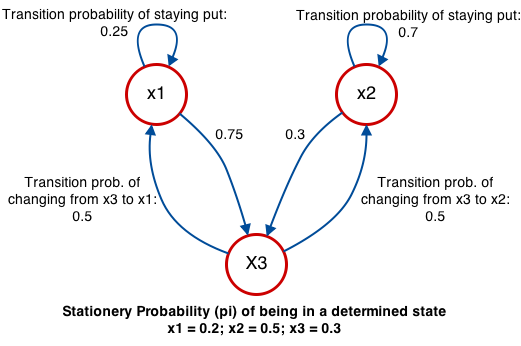 Transition probability of staying put:
0.25
Transition probability of staying put:
0.7
x1
x2
0.75
0.3
Transition prob. of
changing from x3 to x1:
0.5
Transition prob. of
changing from x3 to x2:
0.5
X3
Stationery Probability (pi) of being in a determined state
x1 = 0.2; x2 = 0.5; x3 = 0.3